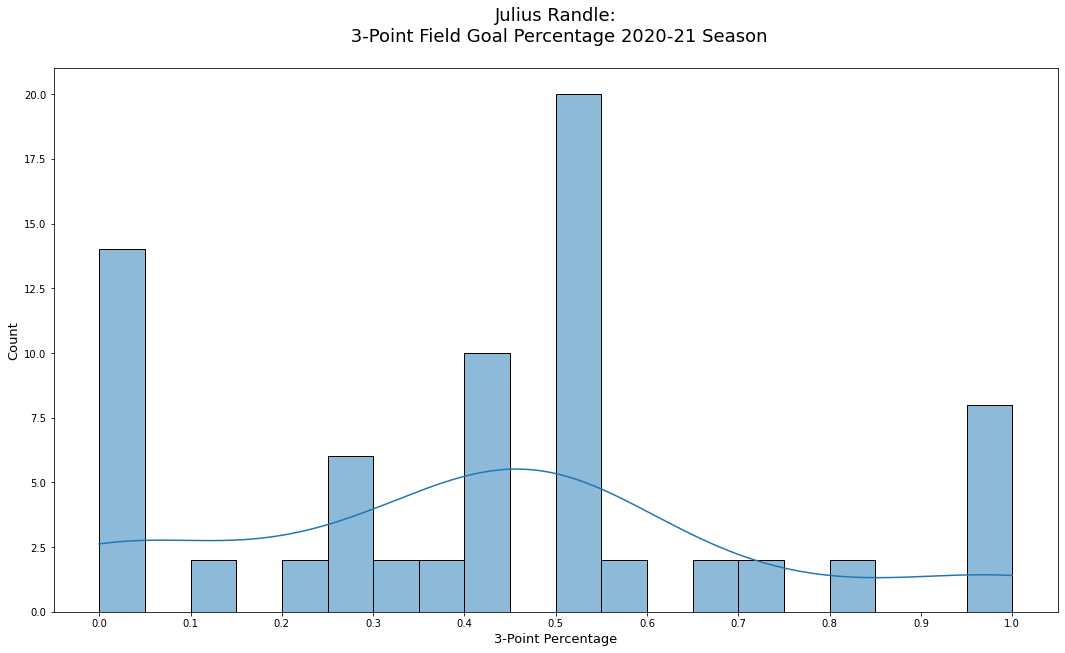 Julius Randle:
3-Point Field Goal Percentage 2020-21 Season
20.0
17.5
15.0
12.5
10.0
7.5
5.0
2.5
0.0
Count
0.0 0.1 0.2 0.3 0.4 0.5 0.6 0.7 0.8 0.9 1.0
3-Point Percentage